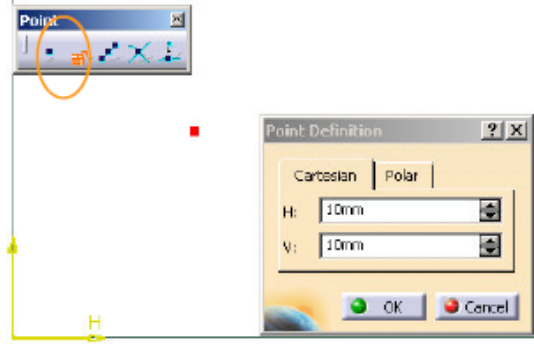 Point
Point Definition
Cartesian Polar
H: 10mm
V: 10mm
OK Cancel
H